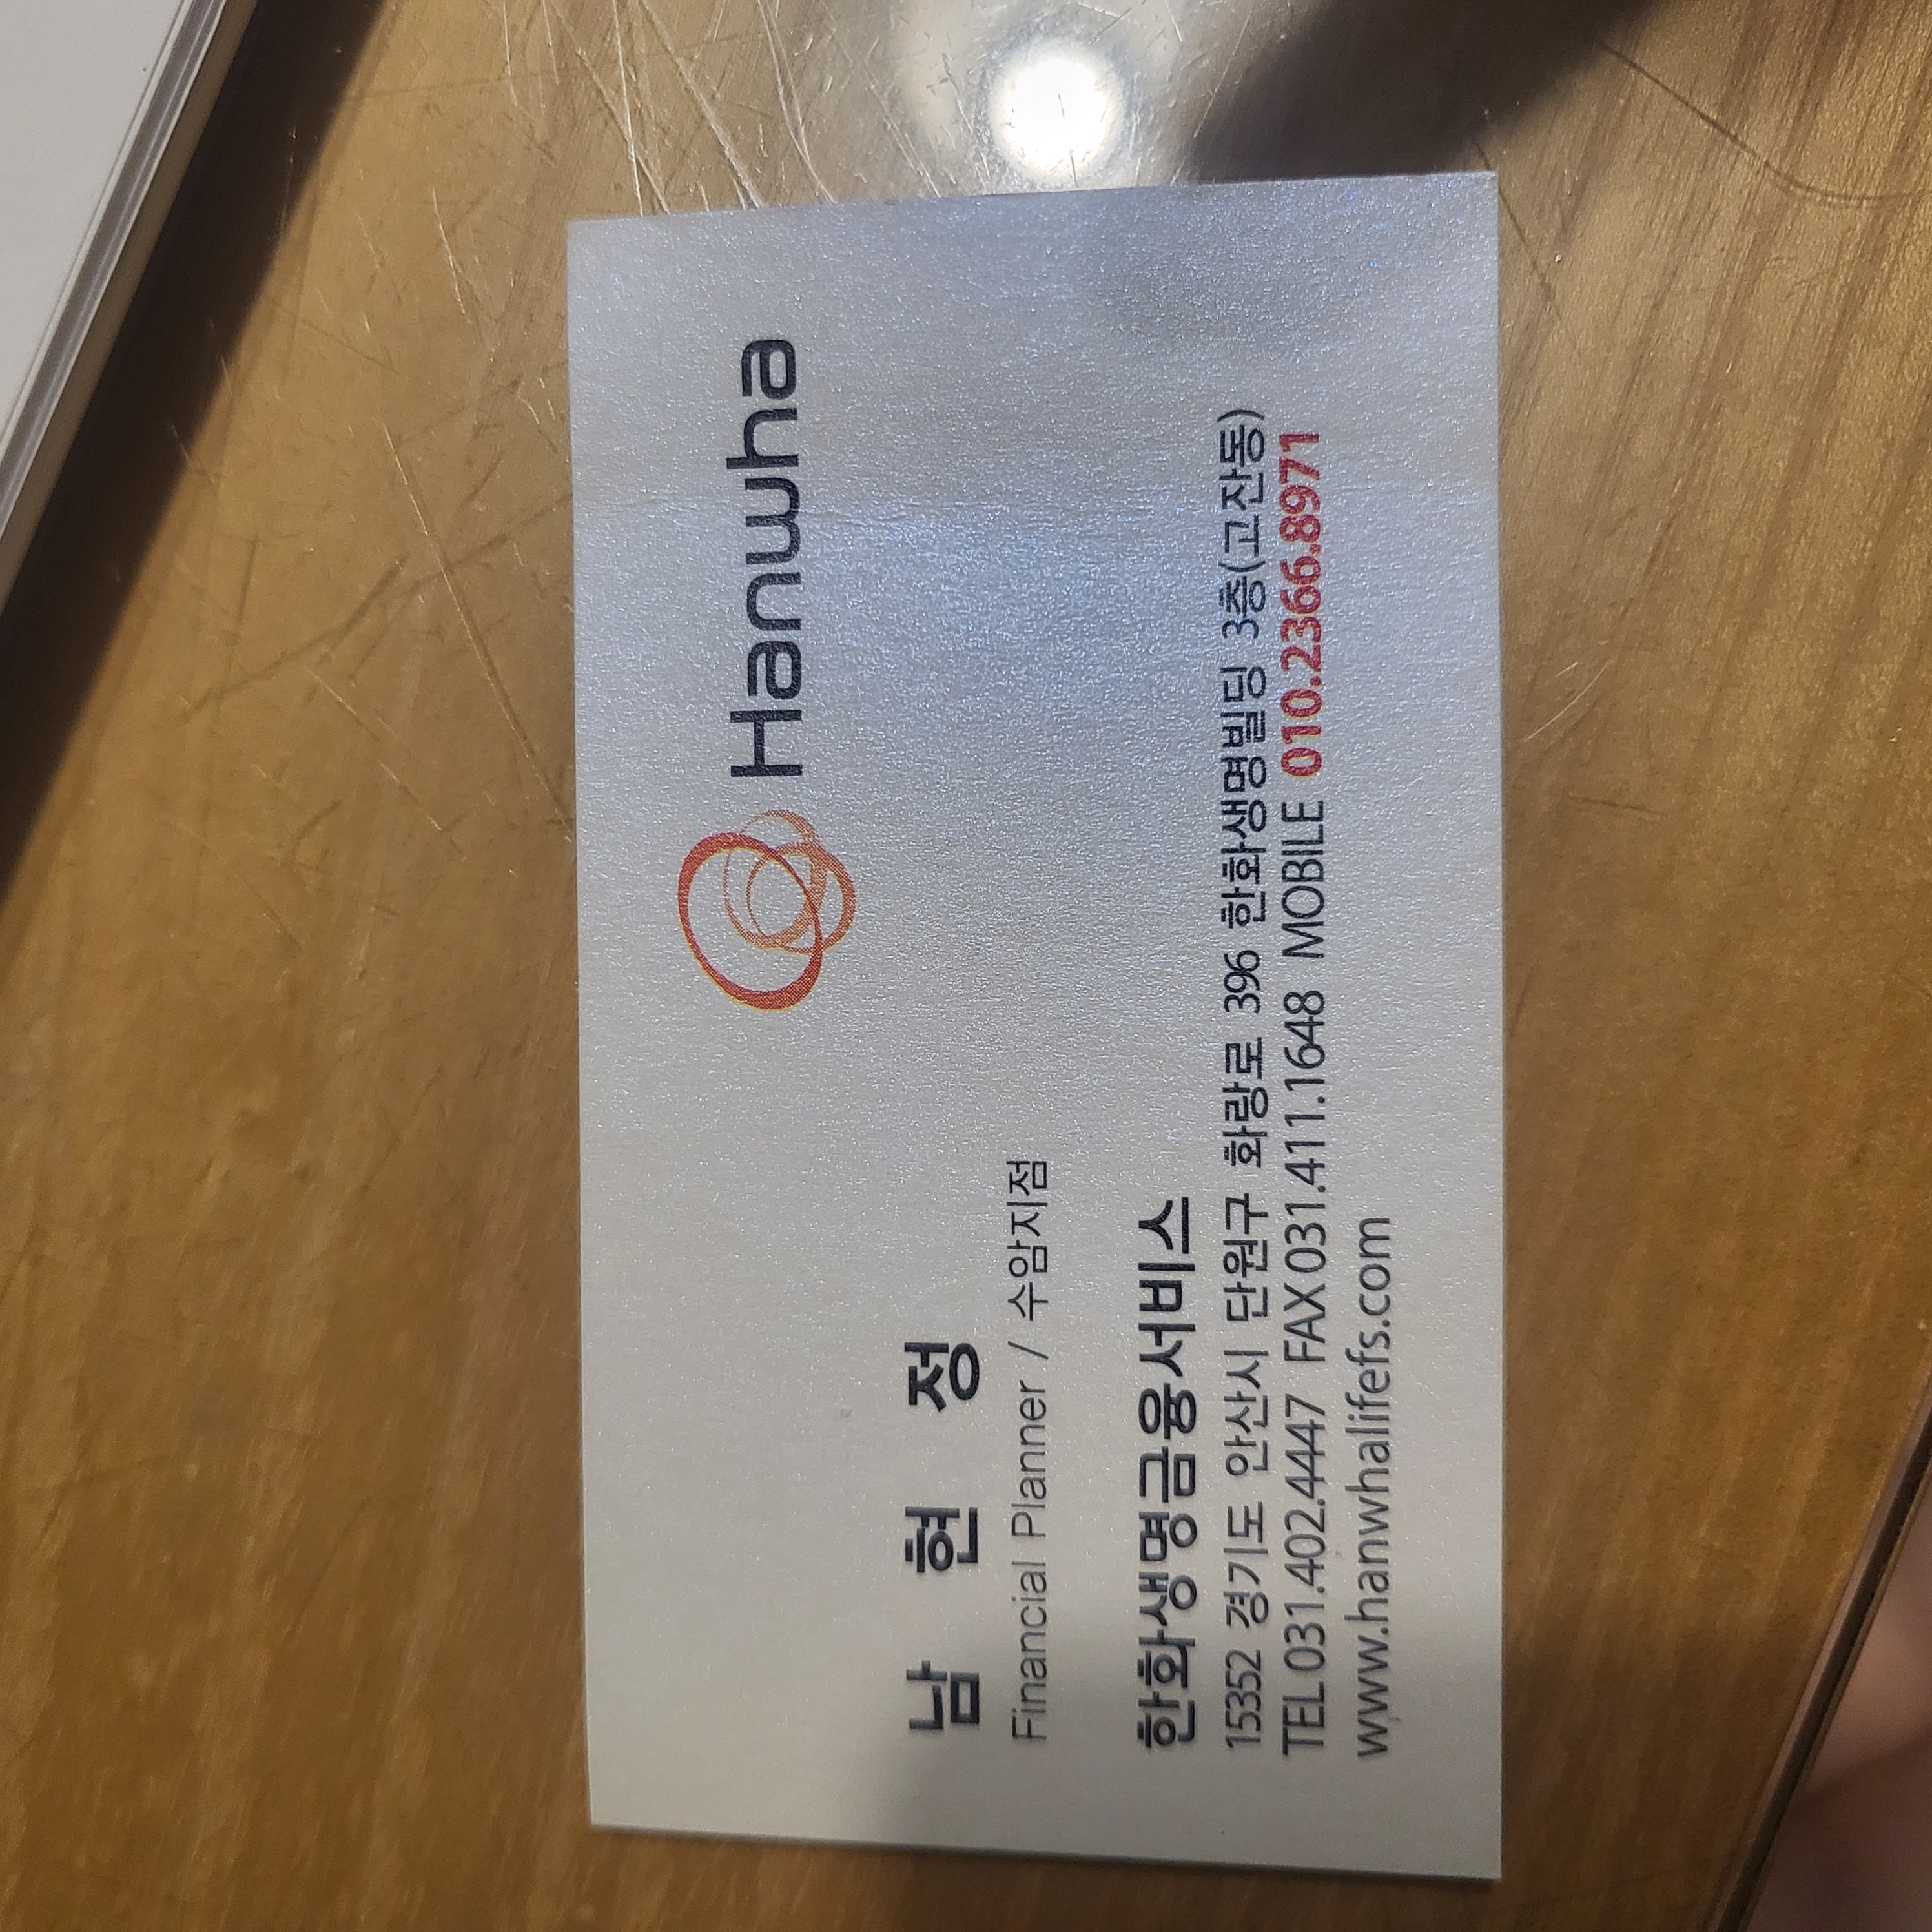 Hanwha
남 현 정
Financial Planner / 수암지점
한화생명금융서비스
15352 경기도 안산시 단원구 화랑로 396 한화생명빌딩 3층(고잔동)
TEL 031.402.4447 FAX 031.411.1648 MOBILE 010.2366.8971
www.hanwhalifefs.com